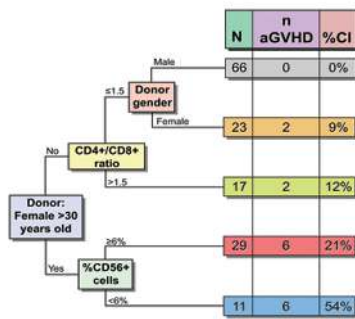 N n aGVHD %CI
Male
66 0 0%
≤1.5
Donor gender
Female
23 2 9%
No
CD4+/CD8+ ratio
>1.5
17 2 12%
Donor: Female >30 years old
≥6%
29 6 21%
Yes
%CD56+ cells
<6%
11 6 54%